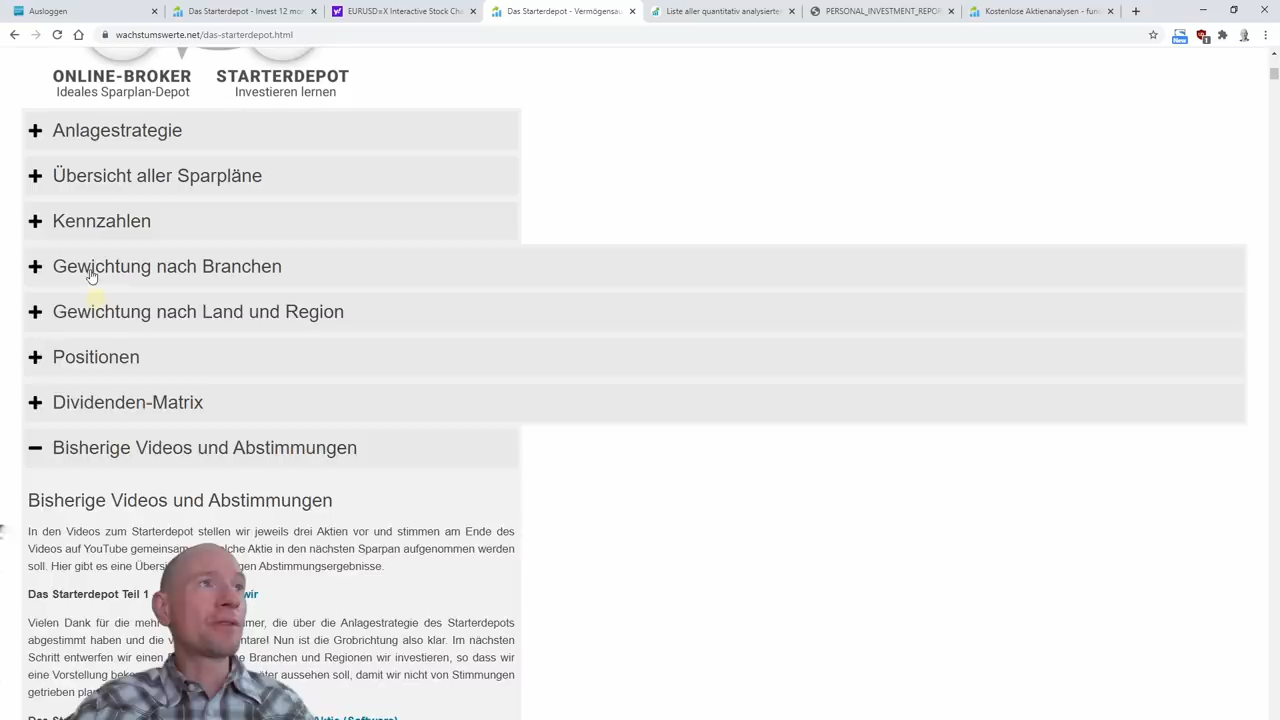 Ausloggen
Das Starterdepot - Invest 12 mo
EURUSD=X Interactive Stock Cha
Das Starterdepot - Vermögensau
Liste aller quantitativ analysierte
PERSONAL_INVESTMENT_REPOR
Kostenlose Aktienanalysen - fun
wachstumswerte.net/das-starterdepot.html
New
1
ONLINE-BROKER
Ideales Sparplan-Depot
STARTERDEPOT
Investieren lernen
Anlagestrategie
Übersicht aller Sparpläne
Kennzahlen
Gewichtung nach Branchen
Gewichtung nach Land und Region
Positionen
Dividenden-Matrix
Bisherige Videos und Abstimmungen
Bisherige Videos und Abstimmungen
In den Videos zum Starterdepot stellen wir jeweils drei Aktien vor und stimmen am Ende des
Videos auf YouTube gemeinsam lche Aktie in den nächsten Sparpan aufgenommen werden
soll. Hier gibt es eine Übersi gen Abstimmungsergebnisse.
Das Starterdepot Teil 1 wir
Vielen Dank für die mehr mer, die über die Anlagestrategie des Starterdepots
abgestimmt haben und die v ntare! Nun ist die Grobrichtung also klar. Im nächsten
Schritt entwerfen wir einen e Branchen und Regionen wir investieren, so dass wir
eine Vorstellung beko äter aussehen soll, damit wir nicht von Stimmungen
getrieben pla
Aktie (Software)